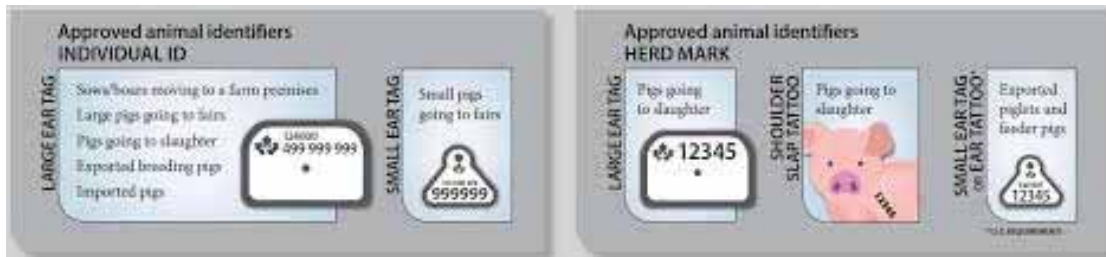 Approved animal identifiers
INDIVIDUAL ID
LARGE EAR TAG
Sows/boars moving to a farm premises
Large pigs going to fairs
Pigs going to slaughter
Exported breeding pigs
Imported pigs
499 999 999
SMALL EAR TAG
Small pigs
going to fairs
999999
Approved animal identifiers
HERD MARK
LARGE EAR TAG
Pigs going
to slaughter
12345
SHOULDER
SLAP TATTOO
Pigs going to
slaughter
12345
SMALL EAR TAG
OR EAR TATTOO*
Exported
piglets and
feeder pigs
12345
*U.S. REQUIREMENT